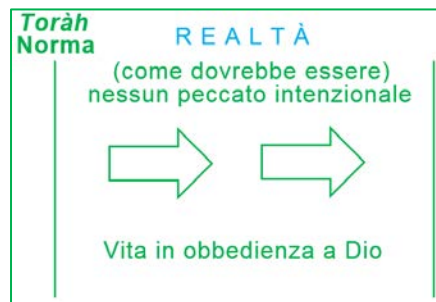 Toràh
Norma
REALTÀ
(come dovrebbe essere)
nessun peccato intenzionale
Vita in obbedienza a Dio